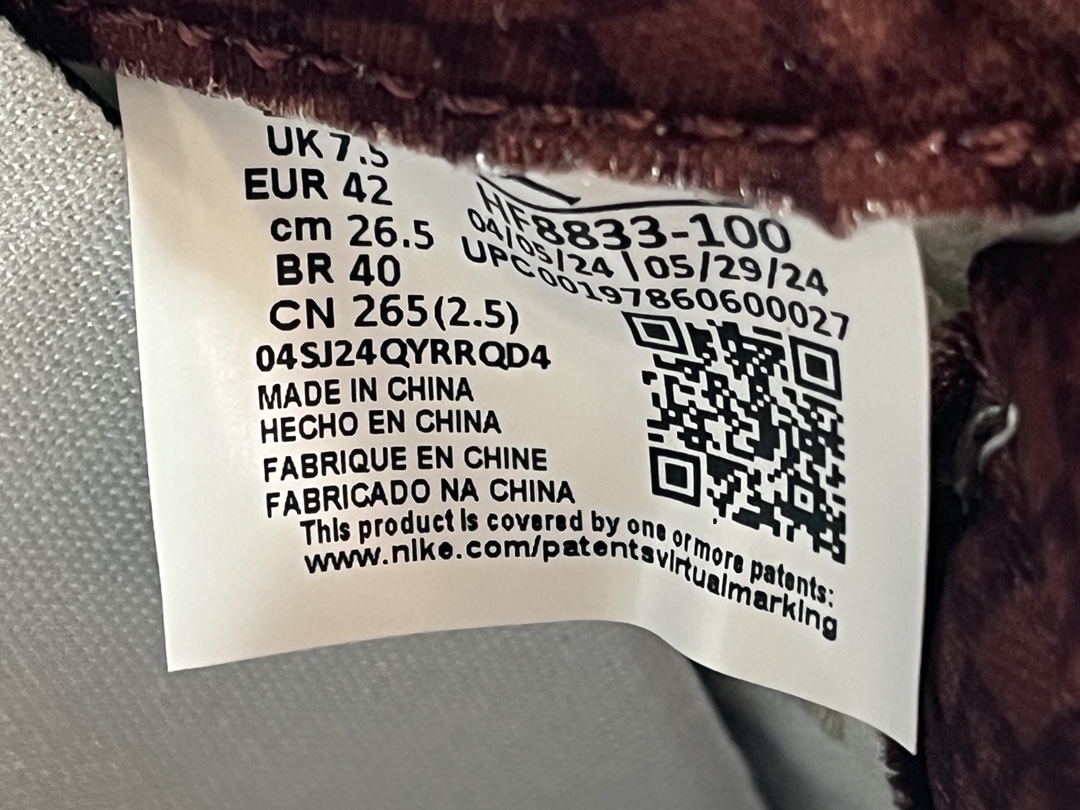 UK 7.5
EUR 42
cm 26.5
BR 40
CN 265(2.5)
04SJ24QYRRQD4
MADE IN CHINA
HECHO EN CHINA
FABRIQUE EN CHINE
FABRICADO NA CHINA
HF8833-100
04/05/24 | 05/29/24
UPC00197860600027
This product is covered by one or more patents:
www.nike.com/patentsvirtualmarking